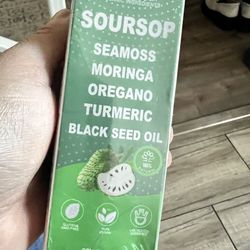 SOURSOP
SEAMOSS
MORINGA
OREGANO
TURMERIC
BLACK SEED OIL